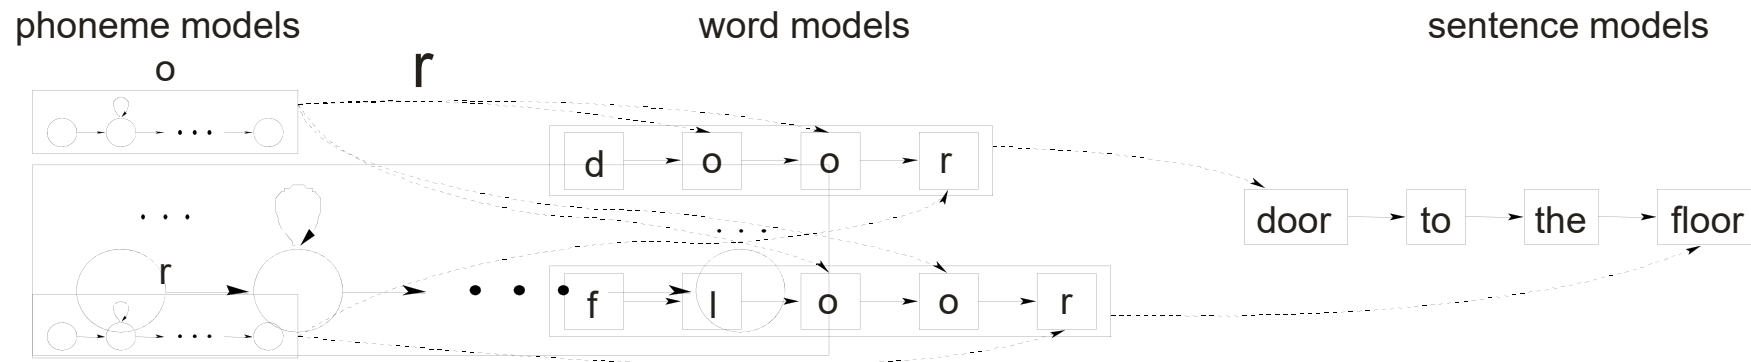 phoneme models word models sentence models
o r
d o o r
. . .
door to the floor
r
f l o o r